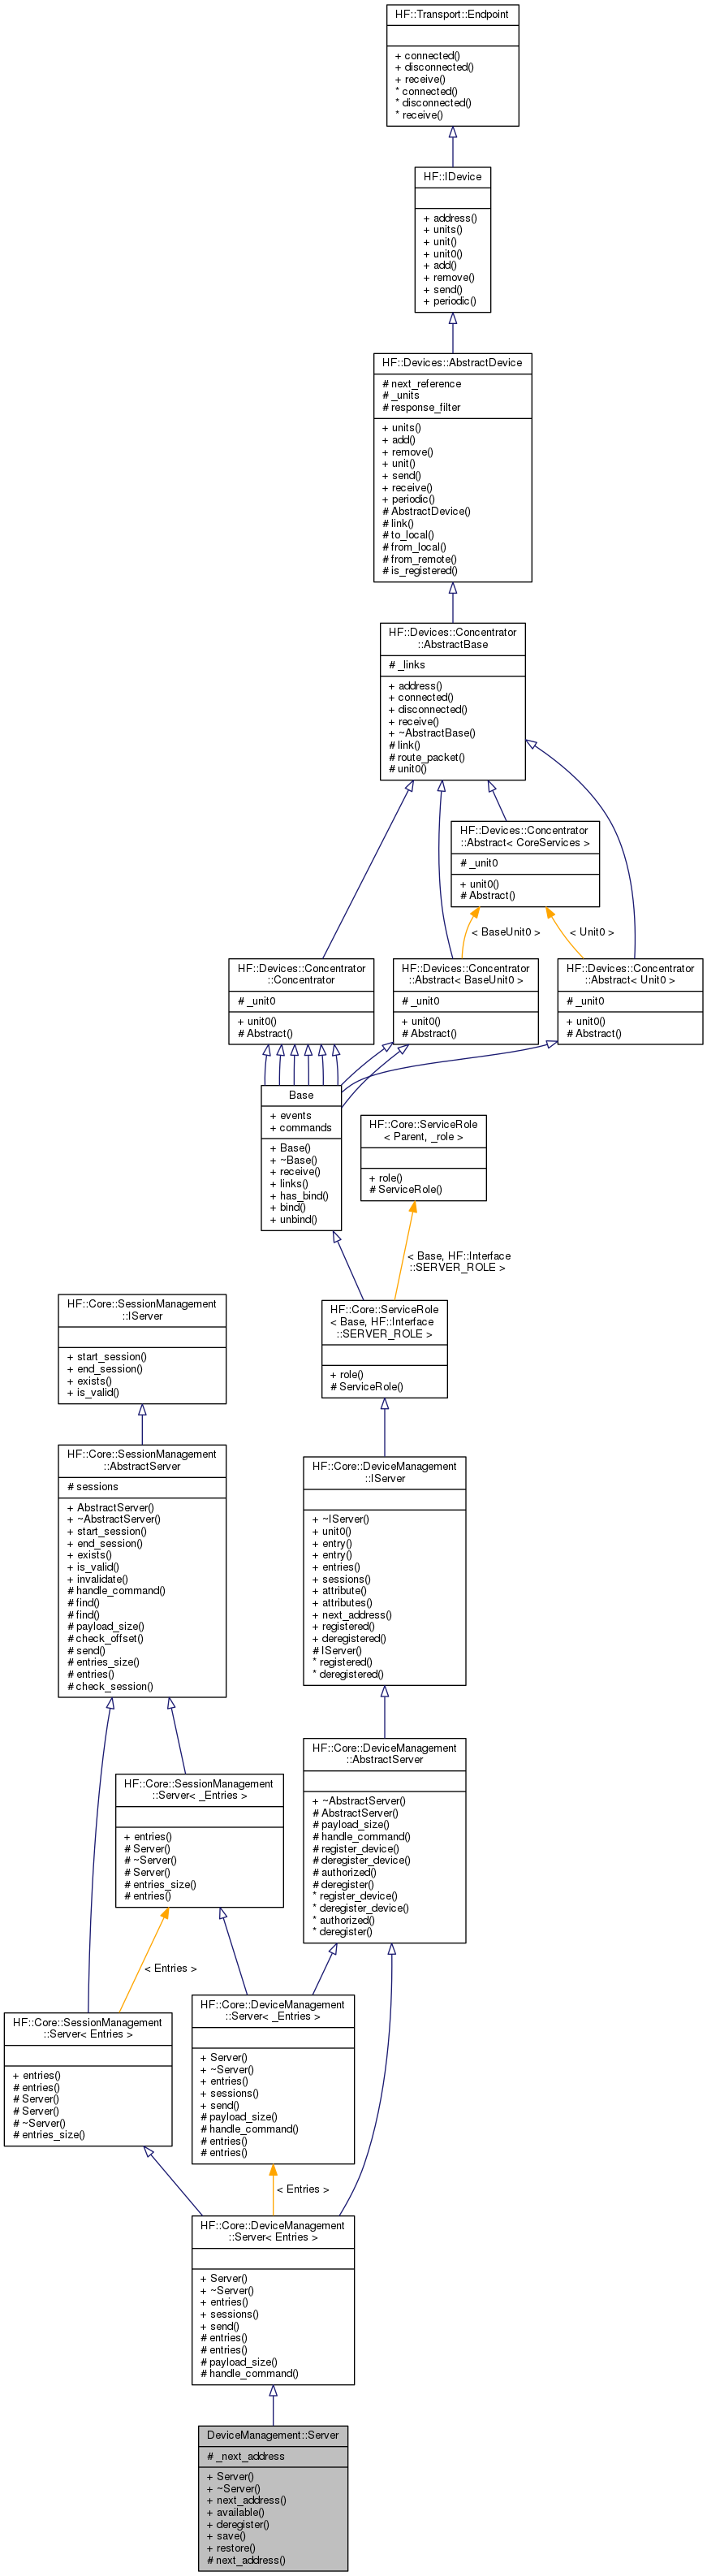 HF::Transport::Endpoint
+ connected()
+ disconnected()
+ receive()
* connected()
* disconnected()
* receive()
HF::IDevice
+ address()
+ units()
+ unit()
+ unit0()
+ add()
+ remove()
+ send()
+ periodic()
HF::Devices::AbstractDevice
# next_reference
# _units
# response_filter
+ units()
+ add()
+ remove()
+ unit()
+ send()
+ receive()
+ periodic()
# AbstractDevice()
# link()
# to_local()
# from_local()
# from_remote()
# is_registered()
HF::Devices::Concentrator
::AbstractBase
# _links
+ address()
+ connected()
+ disconnected()
+ receive()
+ ~AbstractBase()
# link()
# route_packet()
# unit0()
HF::Devices::Concentrator
::Abstract< CoreServices >
# _unit0
+ unit0()
# Abstract()
< BaseUnit0 >
< Unit0 >
HF::Devices::Concentrator
::Concentrator
# _unit0
+ unit0()
# Abstract()
HF::Devices::Concentrator
::Abstract< BaseUnit0 >
# _unit0
+ unit0()
# Abstract()
HF::Devices::Concentrator
::Abstract< Unit0 >
# _unit0
+ unit0()
# Abstract()
Base
+ events
+ commands
+ Base()
+ ~Base()
+ receive()
+ links()
+ has_bind()
+ bind()
+ unbind()
HF::Core::ServiceRole
< Parent, _role >
+ role()
# ServiceRole()
< Base, HF::Interface
::SERVER_ROLE >
HF::Core::SessionManagement
::IServer
+ start_session()
+ end_session()
+ exists()
+ is_valid()
HF::Core::ServiceRole
< Base, HF::Interface
::SERVER_ROLE >
+ role()
# ServiceRole()
HF::Core::SessionManagement
::AbstractServer
# sessions
+ AbstractServer()
+ ~AbstractServer()
+ start_session()
+ end_session()
+ exists()
+ is_valid()
+ invalidate()
# handle_command()
# find()
# find()
# payload_size()
# check_offset()
# send()
# entries_size()
# entries()
# check_session()
HF::Core::DeviceManagement
::IServer
+ ~IServer()
+ unit0()
+ entry()
+ entry()
+ entries()
+ sessions()
+ attribute()
+ attributes()
+ next_address()
+ registered()
+ deregistered()
# IServer()
* registered()
* deregistered()
HF::Core::DeviceManagement
::AbstractServer
+ ~AbstractServer()
# AbstractServer()
# payload_size()
# handle_command()
# register_device()
# deregister_device()
# authorized()
# deregister()
* register_device()
* deregister_device()
* authorized()
* deregister()
HF::Core::SessionManagement
::Server< _Entries >
+ entries()
# Server()
# ~Server()
# Server()
# entries_size()
# entries()
< Entries >
HF::Core::SessionManagement
::Server< Entries >
+ entries()
# entries()
# Server()
# Server()
# ~Server()
# entries_size()
HF::Core::DeviceManagement
::Server< _Entries >
+ Server()
+ ~Server()
+ entries()
+ sessions()
+ send()
# payload_size()
# handle_command()
# entries()
# entries()
< Entries >
HF::Core::DeviceManagement
::Server< Entries >
+ Server()
+ ~Server()
+ entries()
+ sessions()
+ send()
# entries()
# entries()
# payload_size()
# handle_command()
DeviceManagement::Server
# _next_address
+ Server()
+ ~Server()
+ next_address()
+ available()
+ deregister()
+ save()
+ restore()
# next_address()